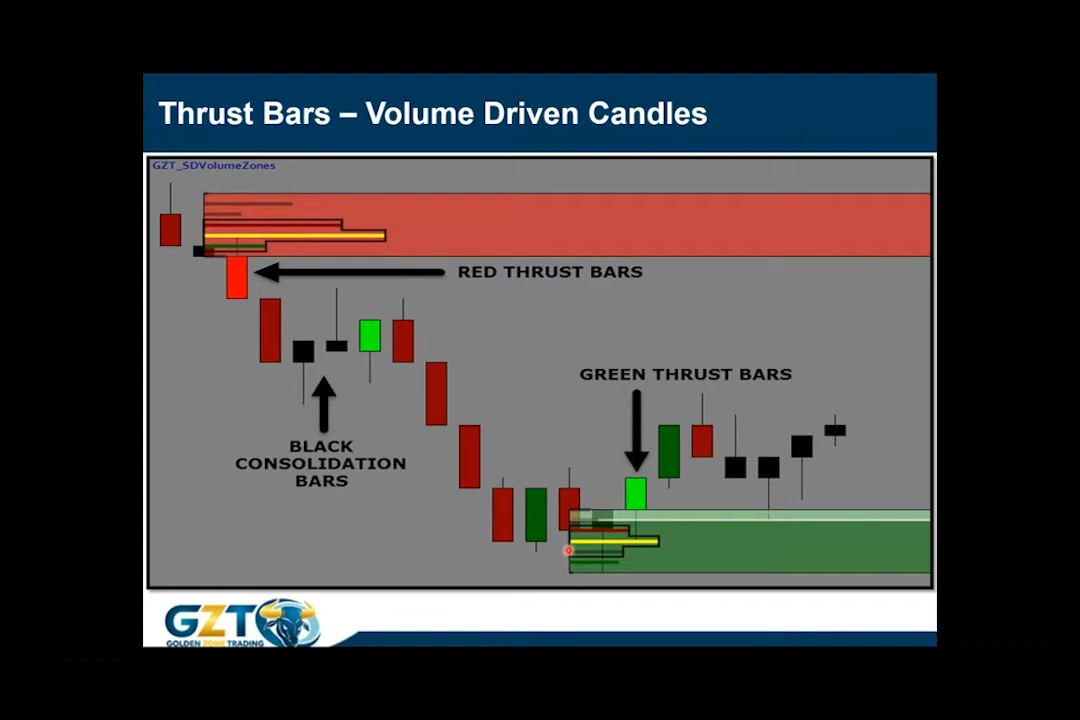 Thrust Bars – Volume Driven Candles
GZT_SDVolumeZones
RED THRUST BARS
GREEN THRUST BARS
BLACK
CONSOLIDATION
BARS
GZT
GOLDEN ZONE TRADING